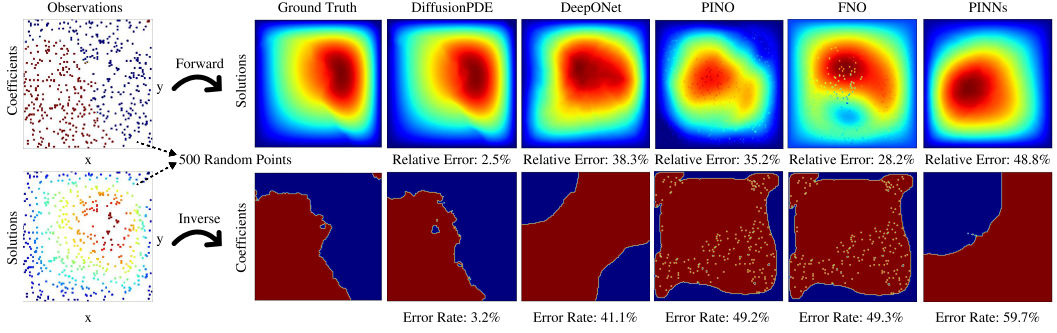 Observations Ground Truth DiffusionPDE DeepONet PINO FNO PINNs
Coefficients
y
Forward
Solutions
x
500 Random Points
Relative Error: 2.5% Relative Error: 38.3% Relative Error: 35.2% Relative Error: 28.2% Relative Error: 48.8%
Solutions
y
Inverse
Coefficients
x
Error Rate: 3.2% Error Rate: 41.1% Error Rate: 49.2% Error Rate: 49.3% Error Rate: 59.7%